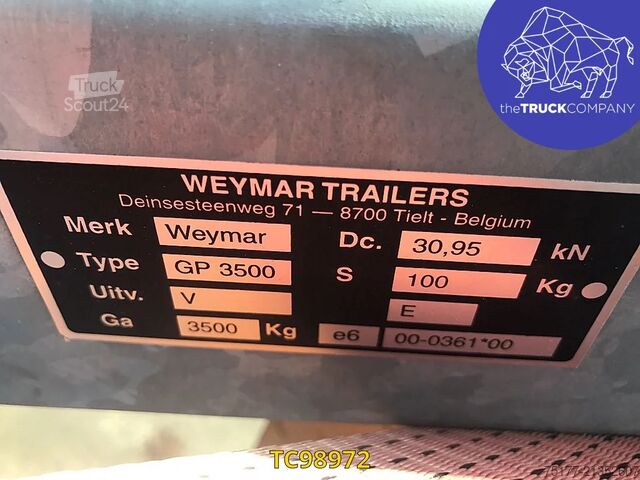 Truck
Scout24
theTRUCKCOMPANY
WEYMAR TRAILERS
Deinsesteenweg 71 — 8700 Tielt - Belgium
Merk Weymar Dc. 30,95 kN
Type GP 3500 S 100 Kg
Uitv. V E
Ga 3500 Kg e6 00-0361*00
TC98972